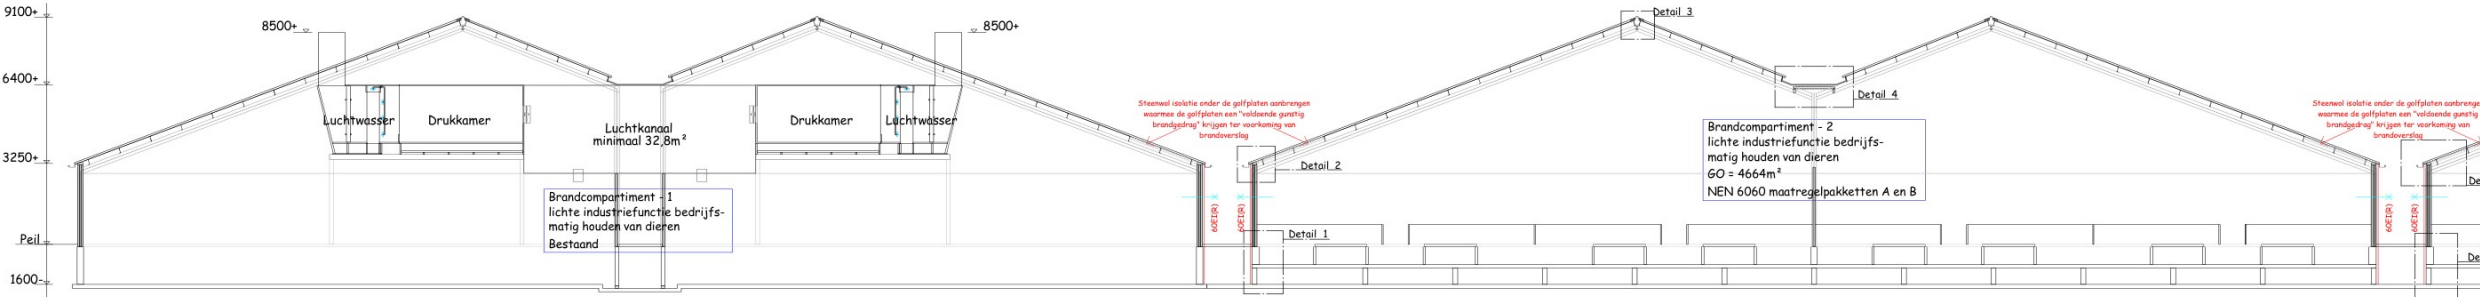 9100+
8500+
8500+
6400+
3250+
Peil
1600-
Luchtwasser
Drukkamer
Luchtkanaal
minimaal 32,8m²
Drukkamer
Luchtwasser
Brandcompartiment - 1
lichte industriefunctie bedrijfs-
matig houden van dieren
Bestaand
Steenwol isolatie onder de golfplaten aanbrengen
waarmee de golfplaten een "voldoende gunstig
brandgedrag" krijgen ter voorkoming van
brandoverslag
Detail 2
60EI(R)
60EI(R)
Detail 1
Detail 3
Detail 4
Brandcompartiment - 2
lichte industriefunctie bedrijfs-
matig houden van dieren
GO = 4664m²
NEN 6060 maatregelpakketten A en B
Steenwol isolatie onder de golfplaten aanbrenge
waarmee de golfplaten een "voldoende gunstig
brandgedrag" krijgen ter voorkoming van
brandoverslag
De
60EI(R)
60EI(R)
De